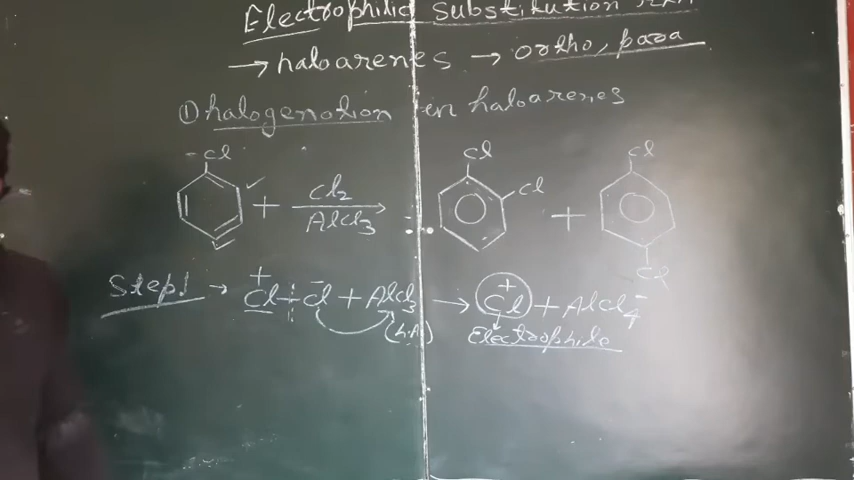 Electrophilic substitution rxn
→ haloarenes → ortho, para
① halogenation in haloarenes
Cl Cl Cl
+ Cl₂ / AlCl₃ → Cl +
Cl
Step 1 → Cl⁺ – Cl⁻ + AlCl₃ → Cl⁺ + AlCl₄⁻
(L.A) Electrophile